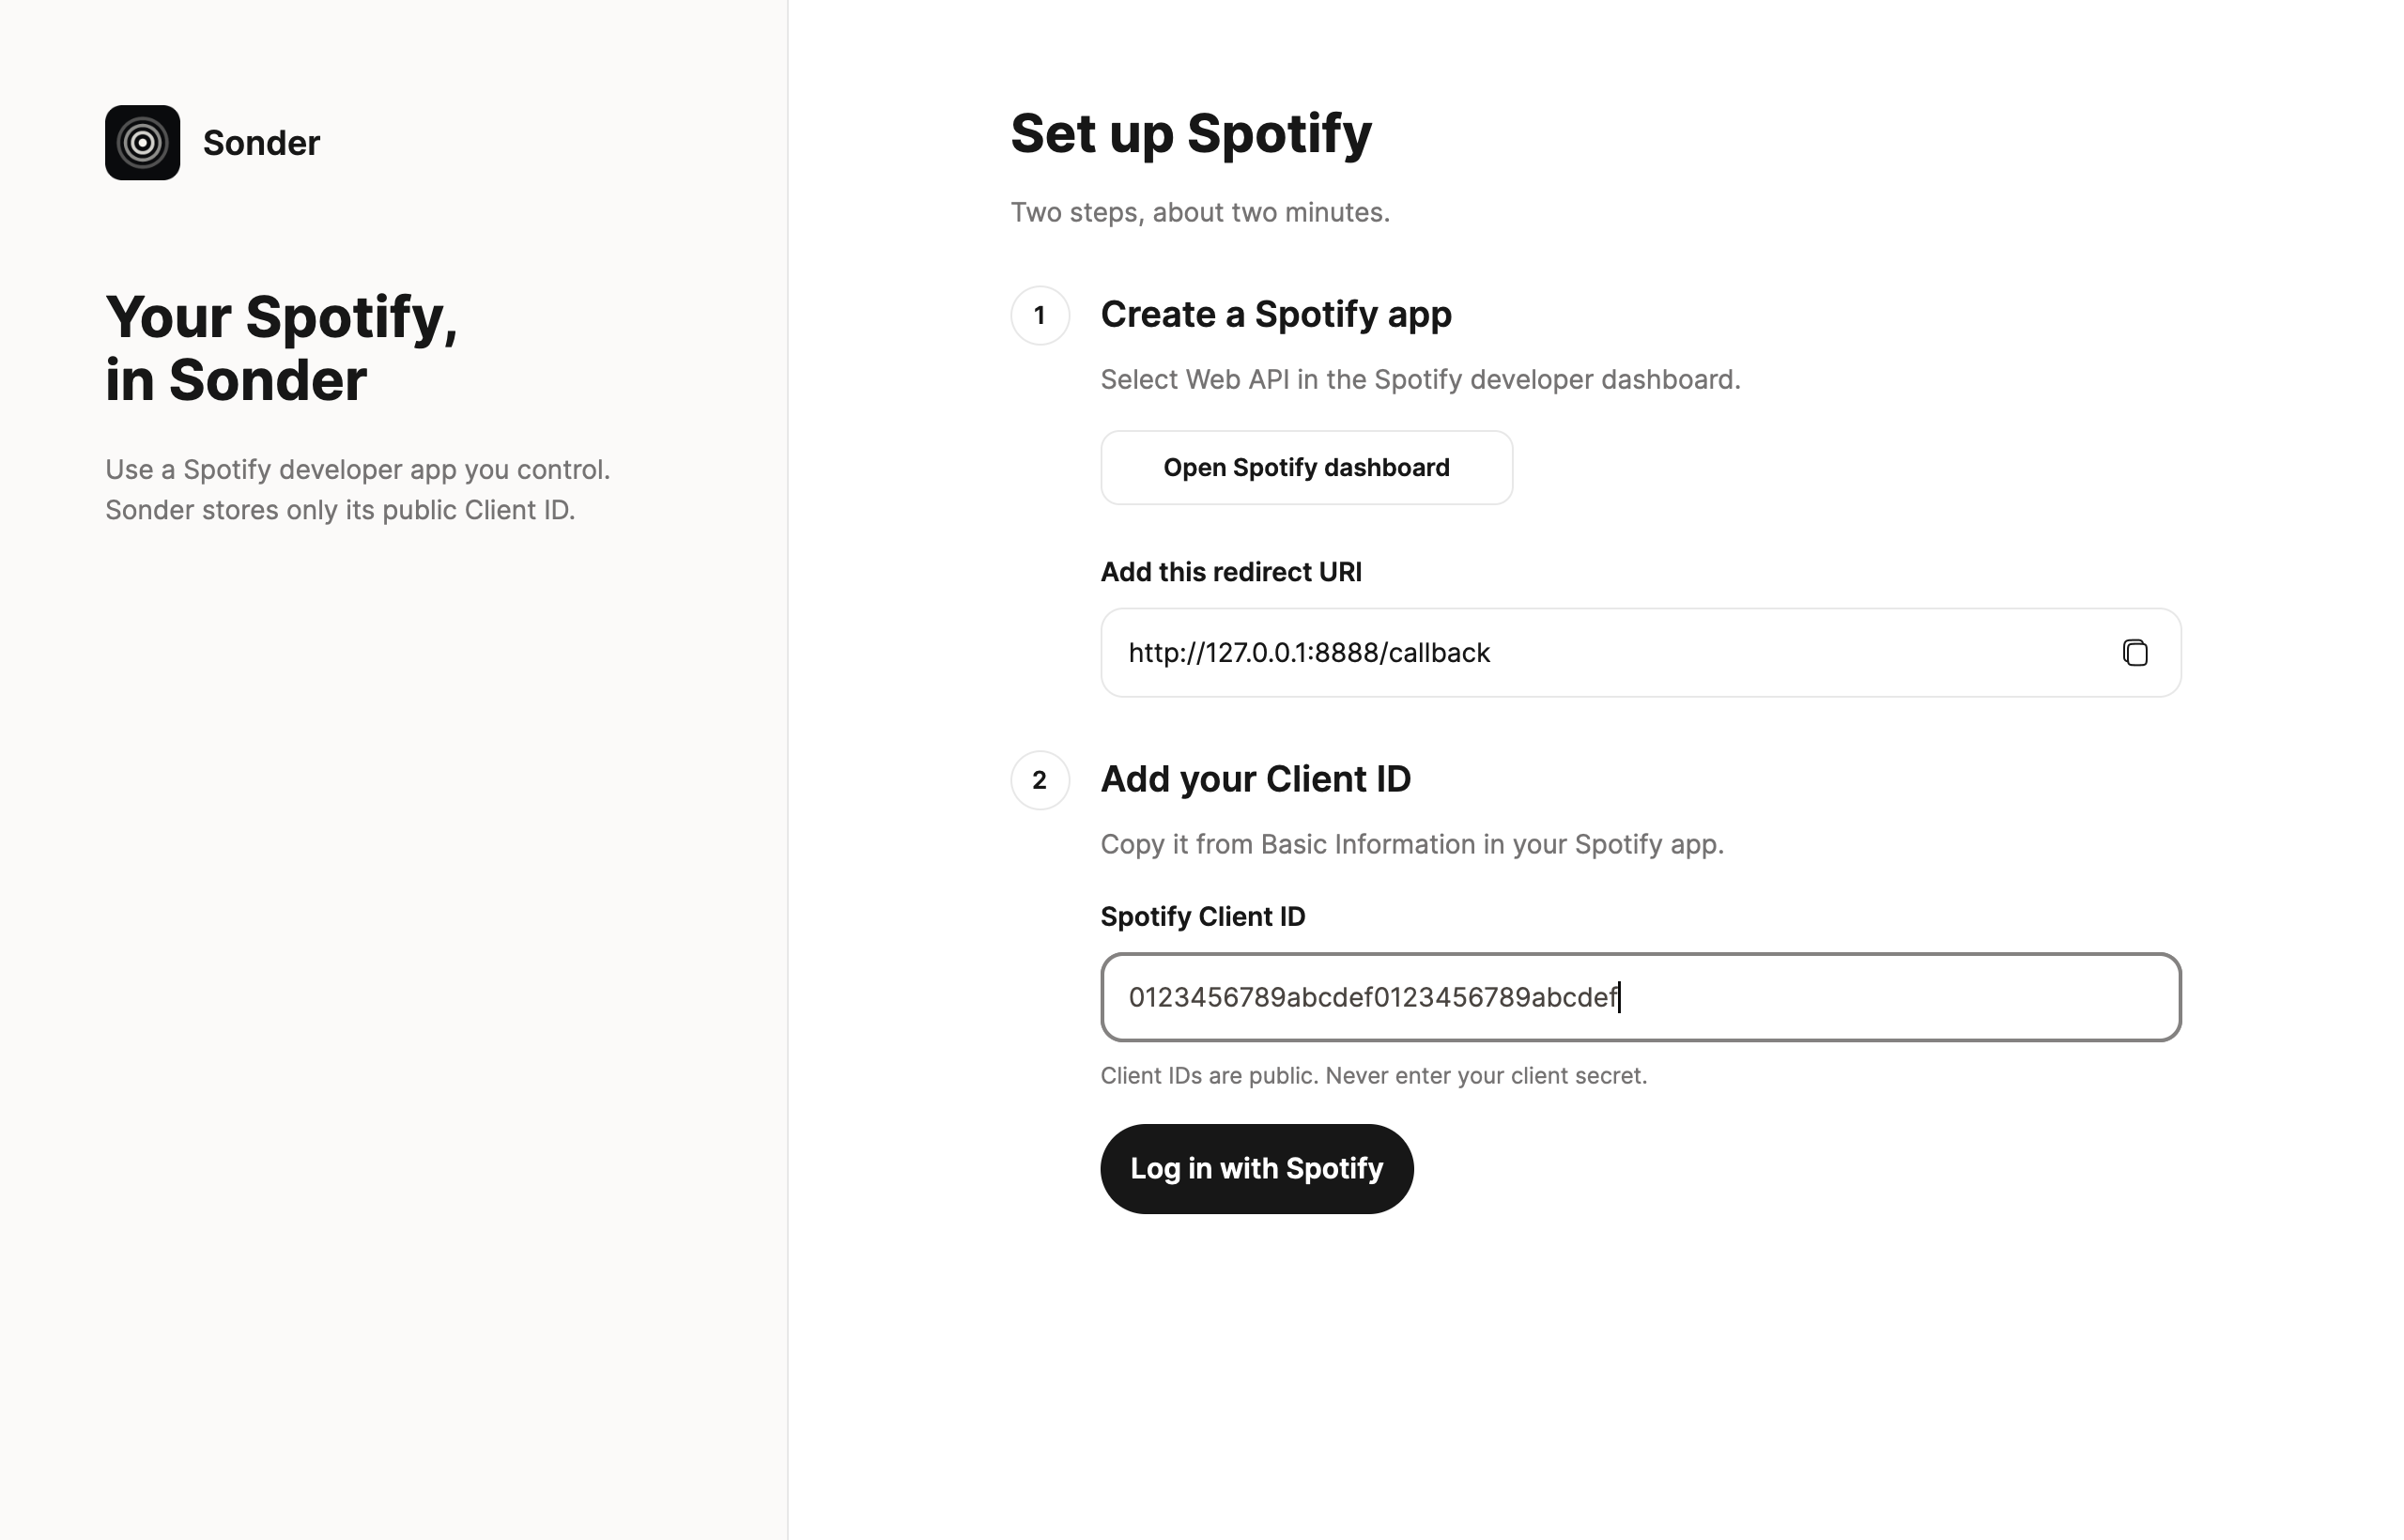 Sonder
Your Spotify,
in Sonder
Use a Spotify developer app you control.
Sonder stores only its public Client ID.
Set up Spotify
Two steps, about two minutes.
1
Create a Spotify app
Select Web API in the Spotify developer dashboard.
Open Spotify dashboard
Add this redirect URI
http://127.0.0.1:8888/callback
2
Add your Client ID
Copy it from Basic Information in your Spotify app.
Spotify Client ID
0123456789abcdef0123456789abcdef
Client IDs are public. Never enter your client secret.
Log in with Spotify